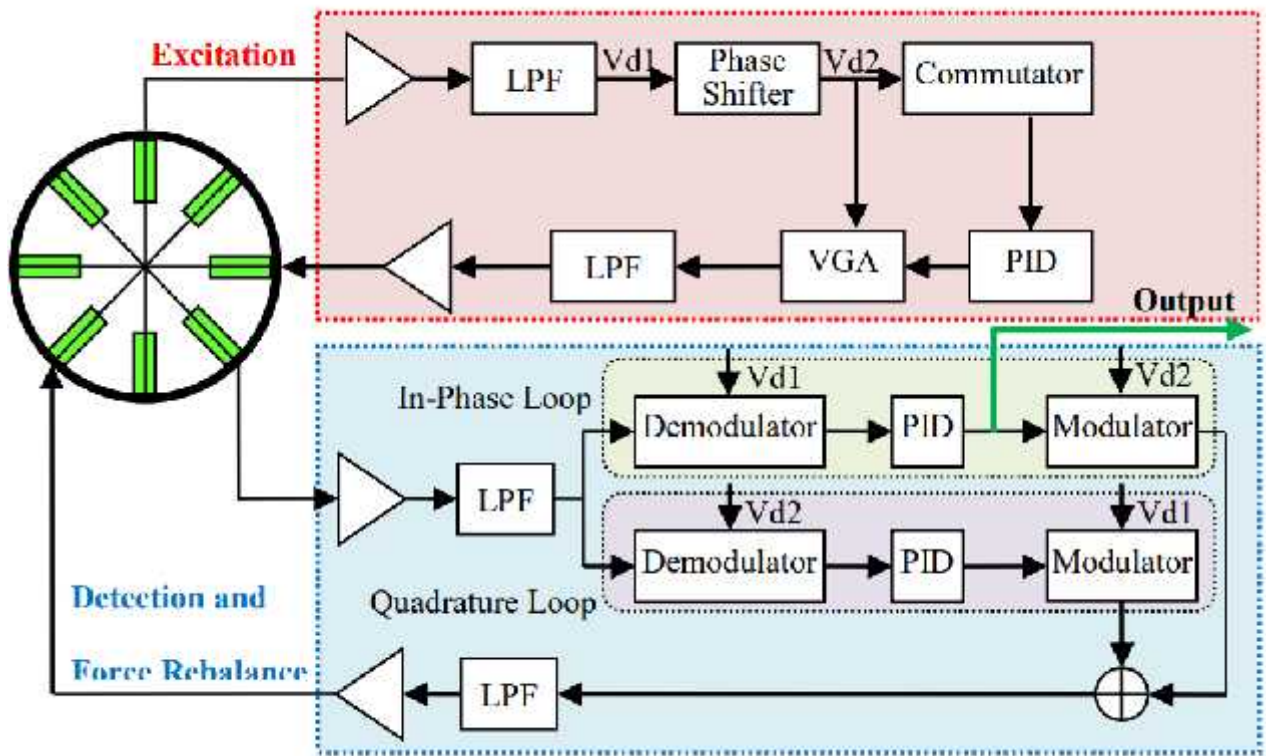 Excitation
LPF
Vd1
Phase
Shifter
Vd2
Commutator
LPF
VGA
PID
Output
In-Phase Loop
Vd1
Vd2
Demodulator
PID
Modulator
LPF
Vd2
Vd1
Demodulator
PID
Modulator
Quadrature Loop
Detection and
Force Rebalance
LPF